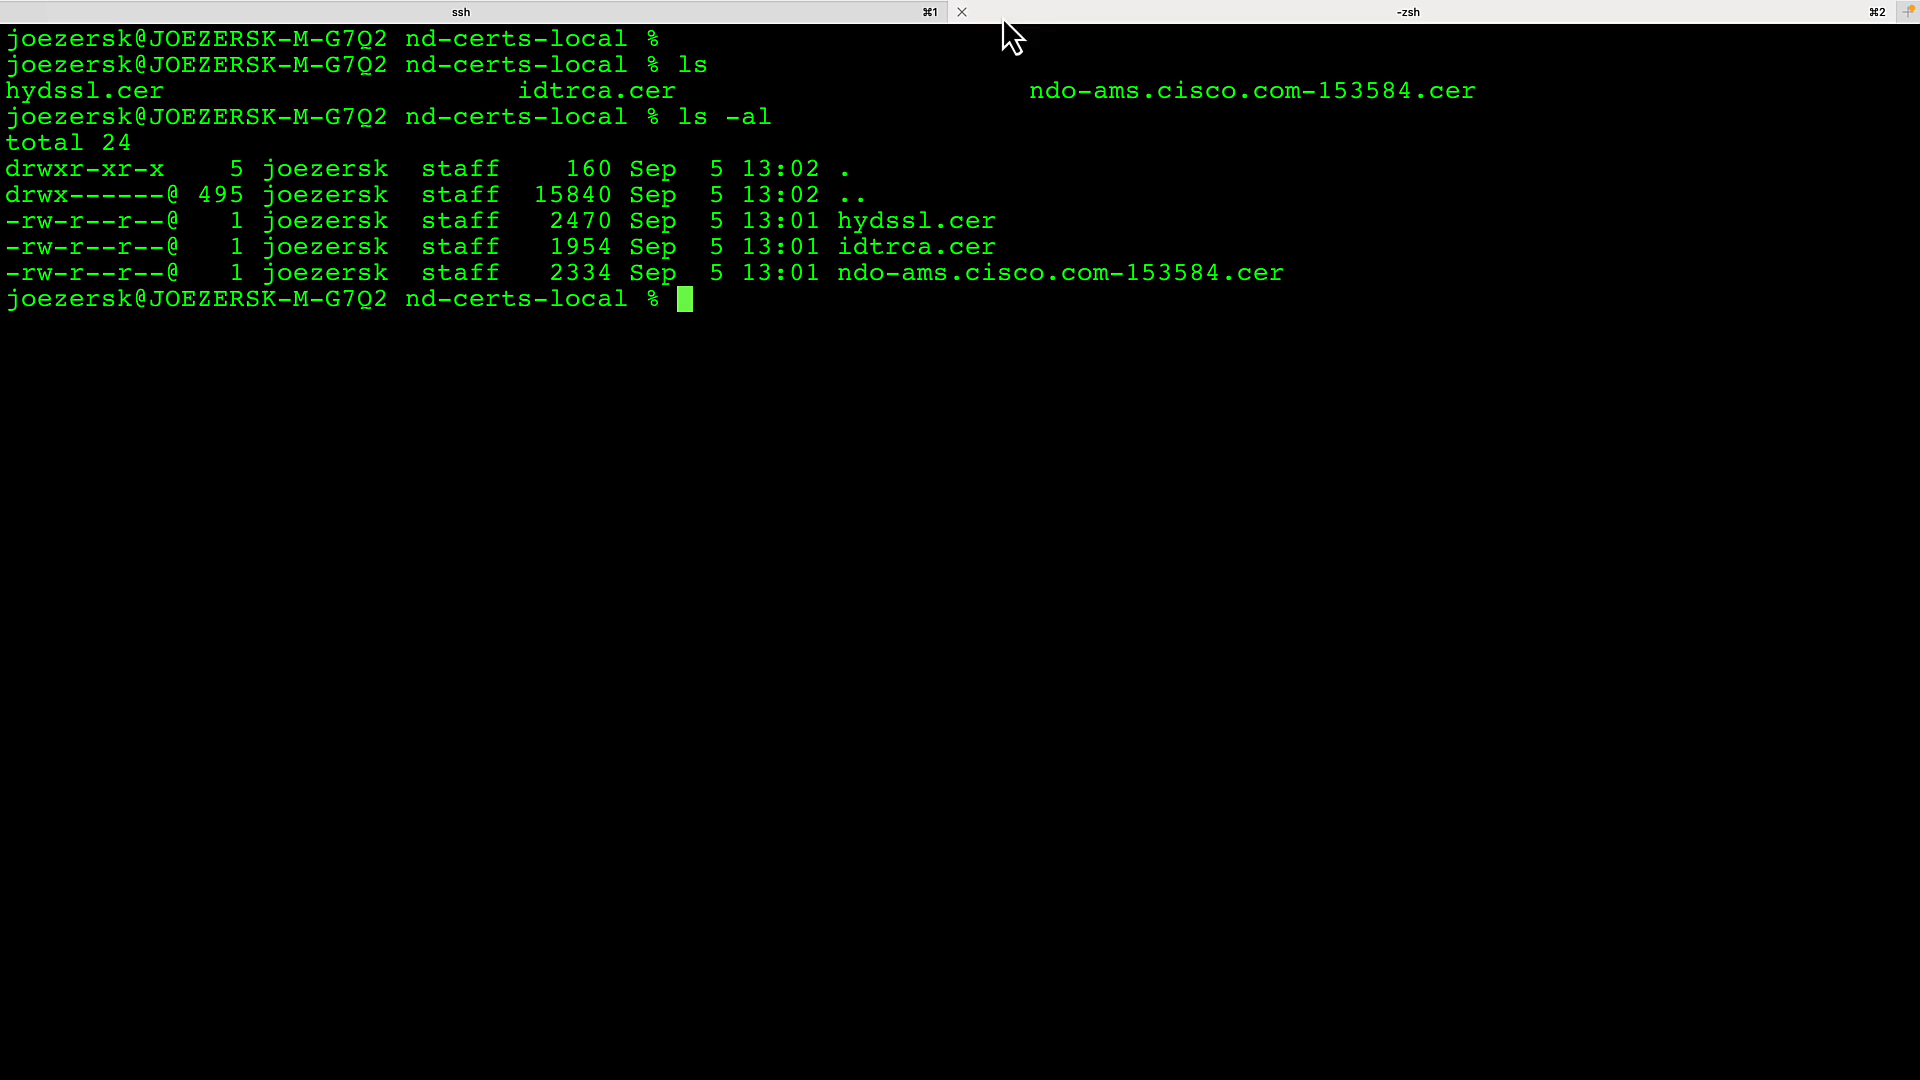 ssh ⌘1 -zsh ⌘2
joezersk@JOEZERSK-M-G7Q2 nd-certs-local %
joezersk@JOEZERSK-M-G7Q2 nd-certs-local % ls
hydssl.cer idtrca.cer ndo-ams.cisco.com-153584.cer
joezersk@JOEZERSK-M-G7Q2 nd-certs-local % ls -al
total 24
drwxr-xr-x 5 joezersk staff 160 Sep 5 13:02 .
drwx------@ 495 joezersk staff 15840 Sep 5 13:02 ..
-rw-r--r--@ 1 joezersk staff 2470 Sep 5 13:01 hydssl.cer
-rw-r--r--@ 1 joezersk staff 1954 Sep 5 13:01 idtrca.cer
-rw-r--r--@ 1 joezersk staff 2334 Sep 5 13:01 ndo-ams.cisco.com-153584.cer
joezersk@JOEZERSK-M-G7Q2 nd-certs-local %